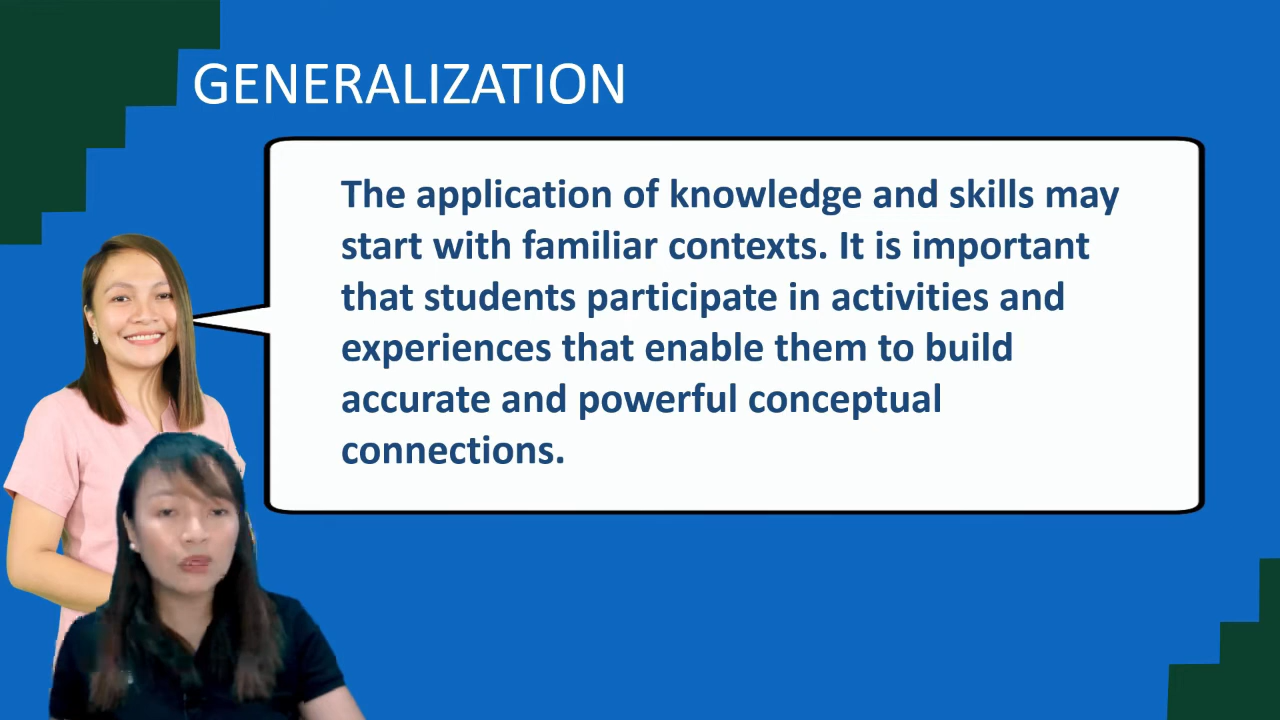 GENERALIZATION
The application of knowledge and skills may
start with familiar contexts. It is important
that students participate in activities and
experiences that enable them to build
accurate and powerful conceptual
connections.